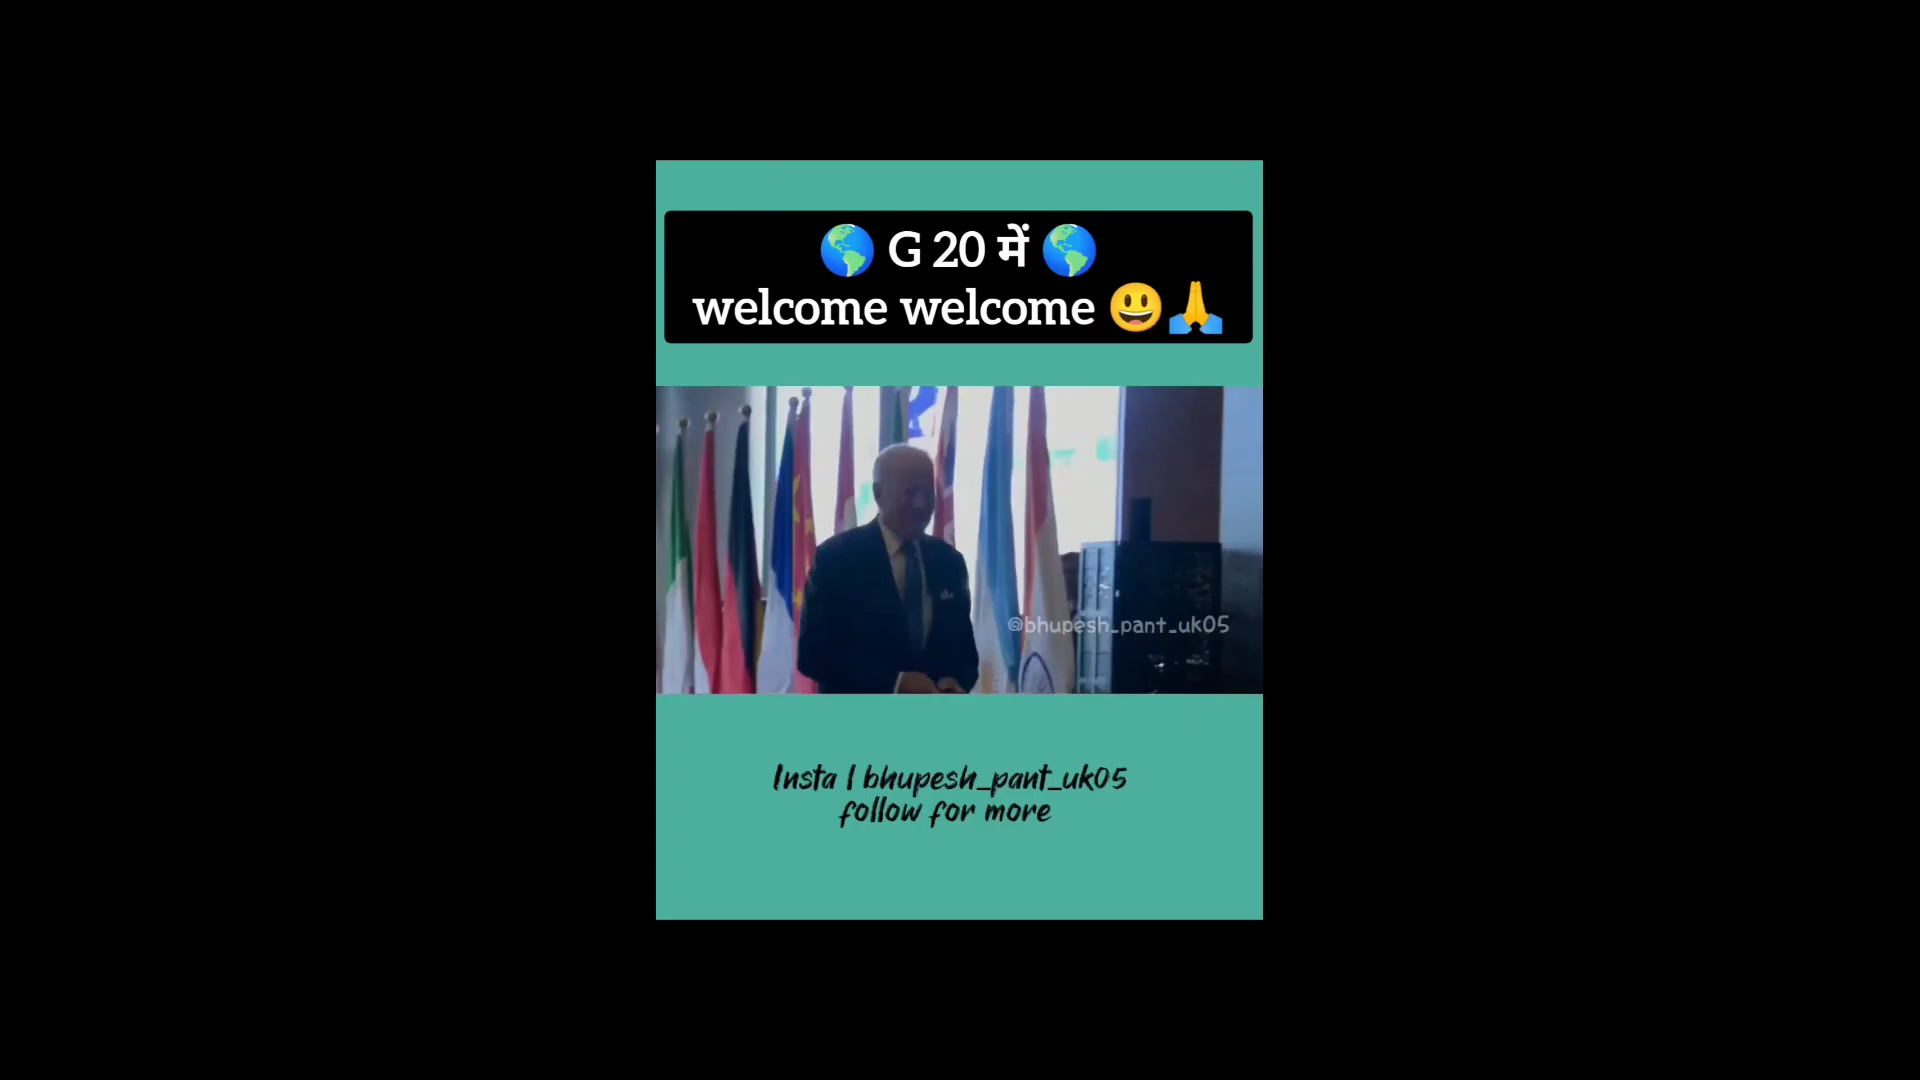 🌎 G 20 में 🌎
welcome welcome 😃🙏
@bhupesh_pant_uk05
Insta | bhupesh_pant_uk05
follow for more